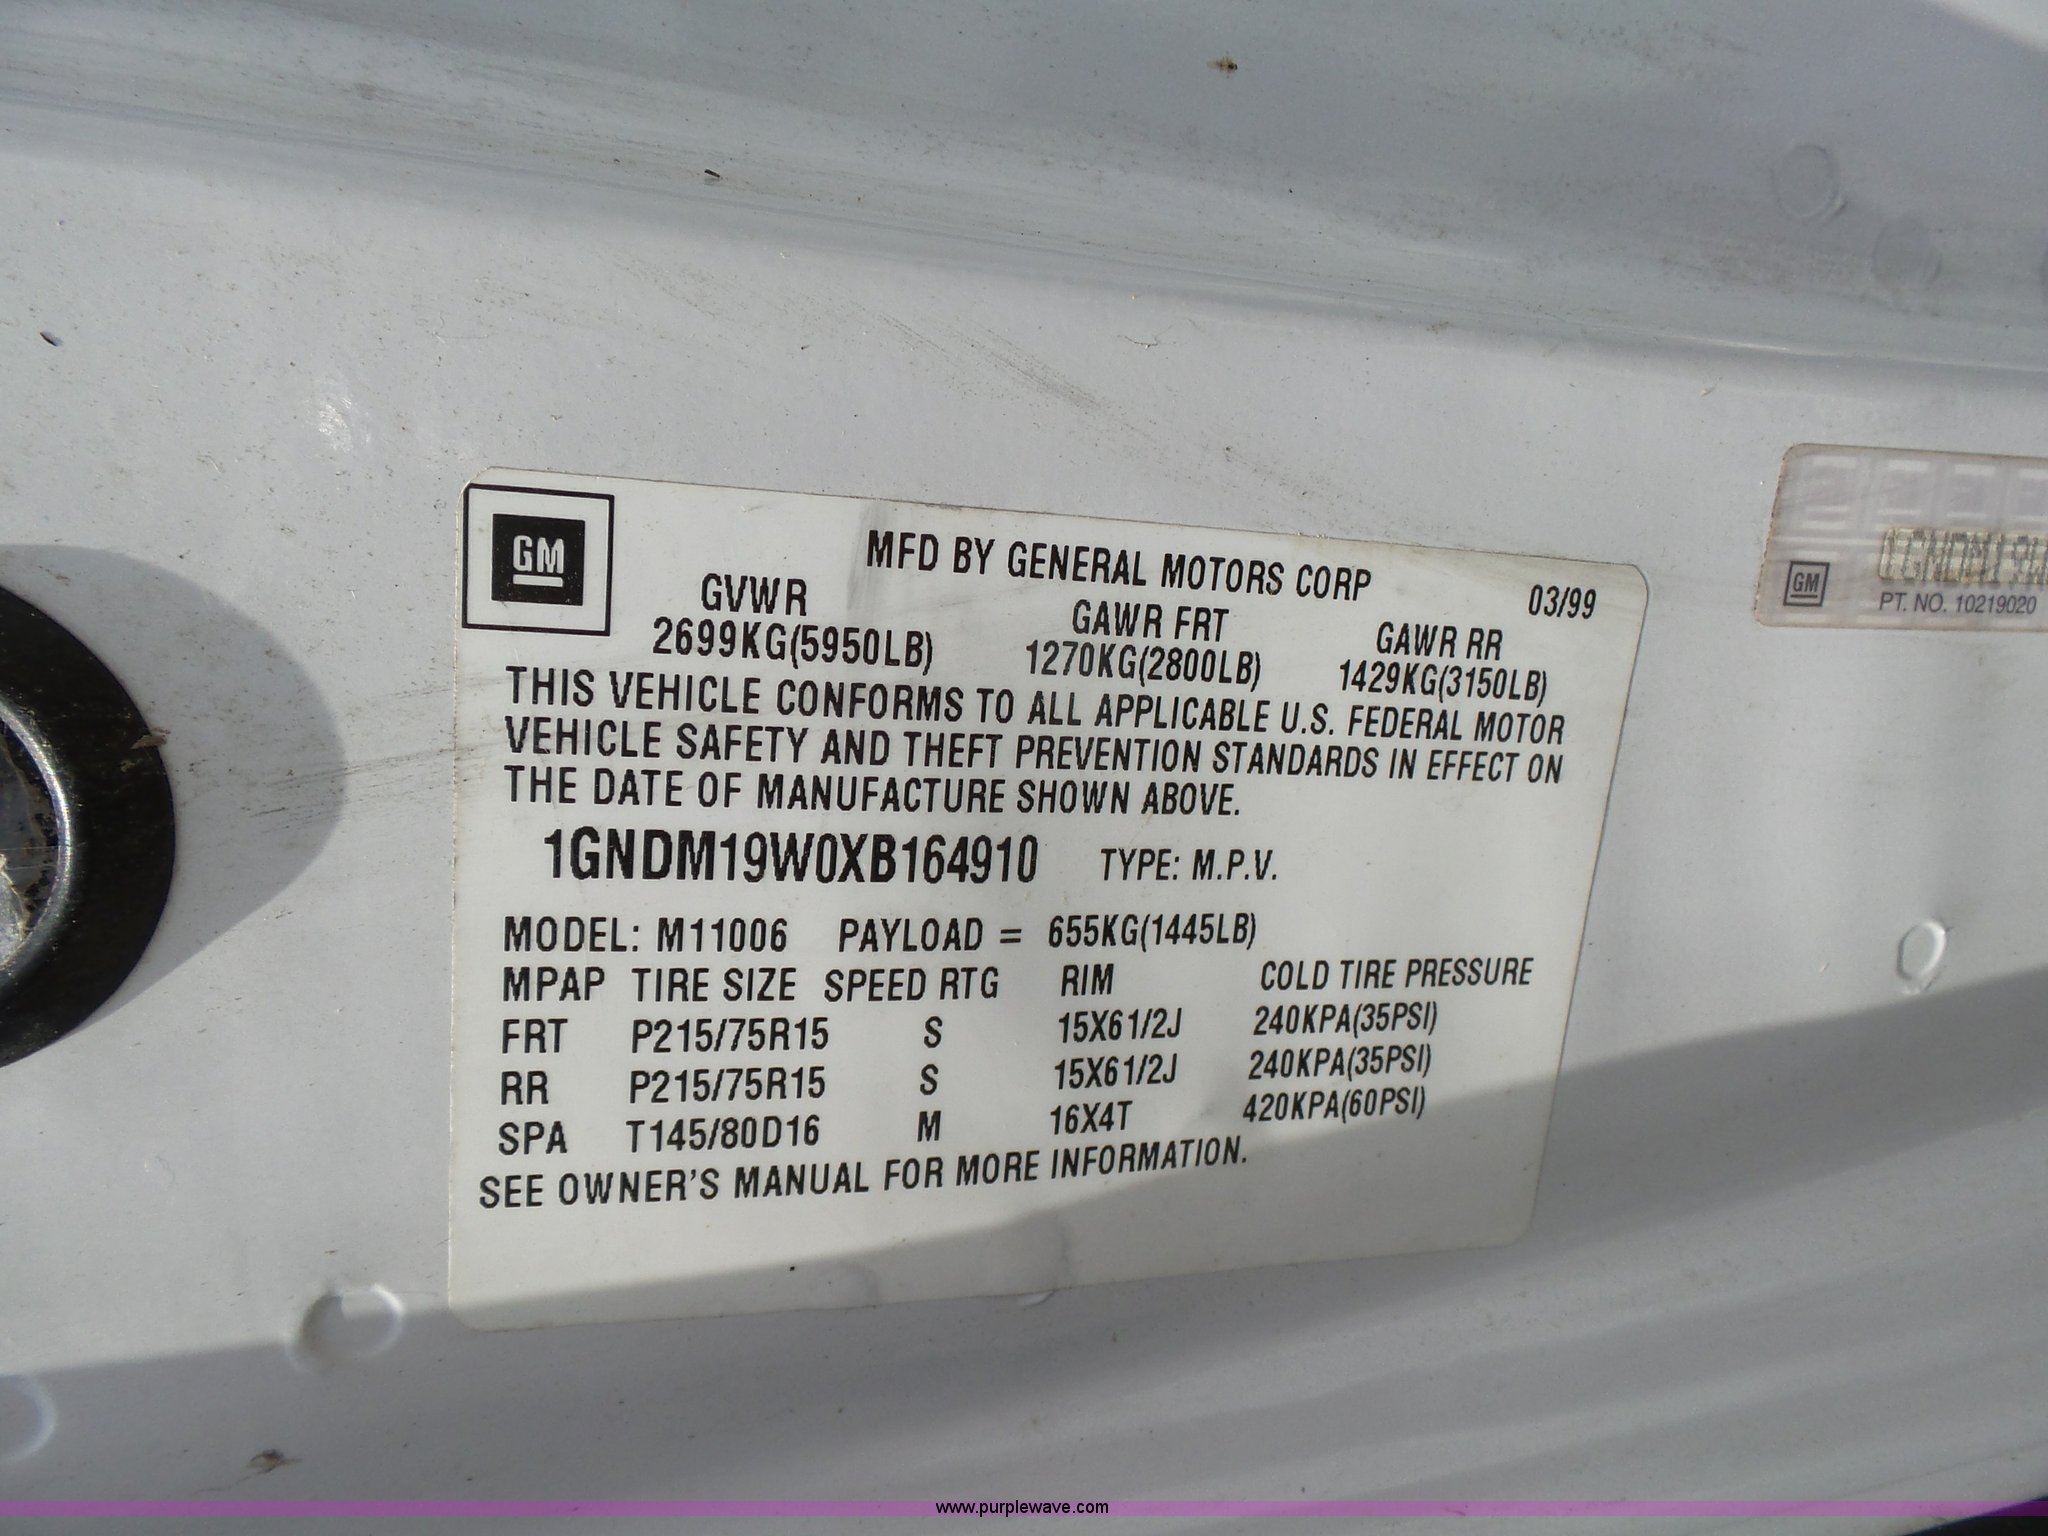 GM
MFD BY GENERAL MOTORS CORP
03/99
GVWR
GAWR FRT
GAWR RR
2699KG(5950LB)
1270KG(2800LB)
1429KG(3150LB)
THIS VEHICLE CONFORMS TO ALL APPLICABLE U.S. FEDERAL MOTOR
VEHICLE SAFETY AND THEFT PREVENTION STANDARDS IN EFFECT ON
THE DATE OF MANUFACTURE SHOWN ABOVE.
1GNDM19W0XB164910 TYPE: M.P.V.
MODEL: M11006 PAYLOAD = 655KG(1445LB)
MPAP TIRE SIZE SPEED RTG RIM COLD TIRE PRESSURE
FRT P215/75R15 S 15X61/2J 240KPA(35PSI)
RR P215/75R15 S 15X61/2J 240KPA(35PSI)
SPA T145/80D16 M 16X4T 420KPA(60PSI)
SEE OWNER'S MANUAL FOR MORE INFORMATION.
1GNDM19W
GM
PT. NO. 10219020
www.purplewave.com